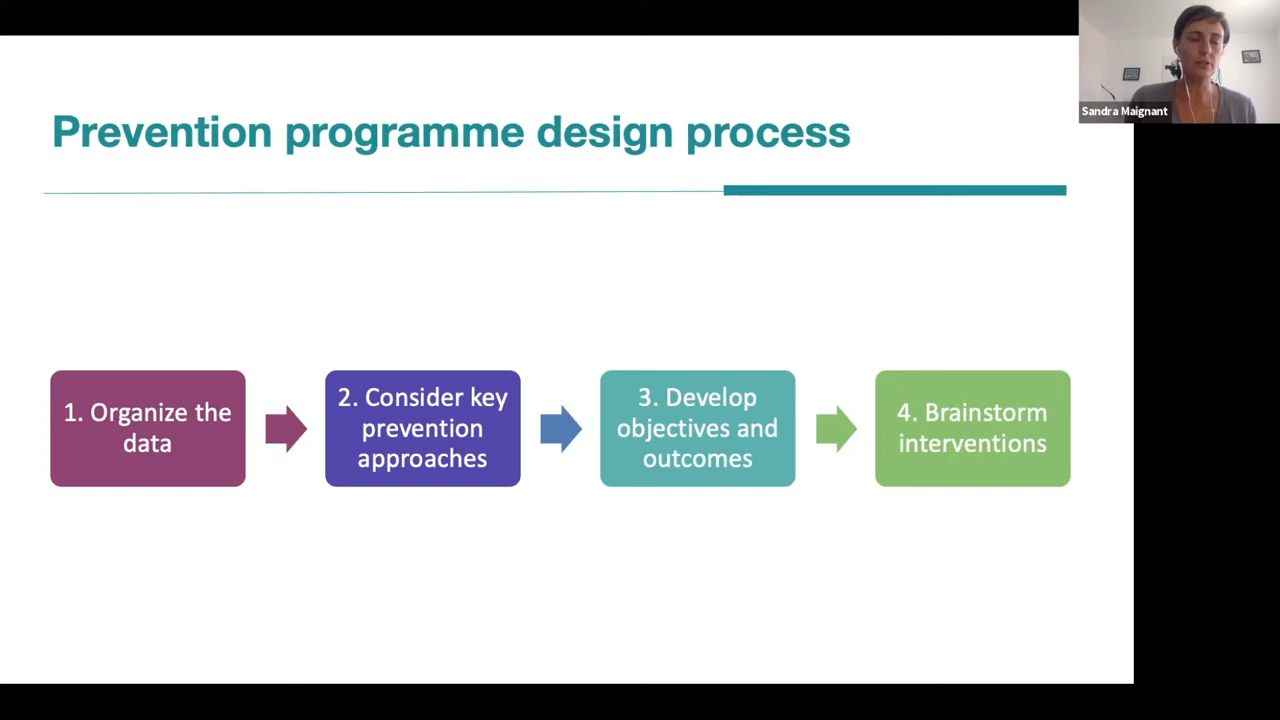 Sandra Maignant
Prevention programme design process
1. Organize the
data
2. Consider key
prevention
approaches
3. Develop
objectives and
outcomes
4. Brainstorm
interventions